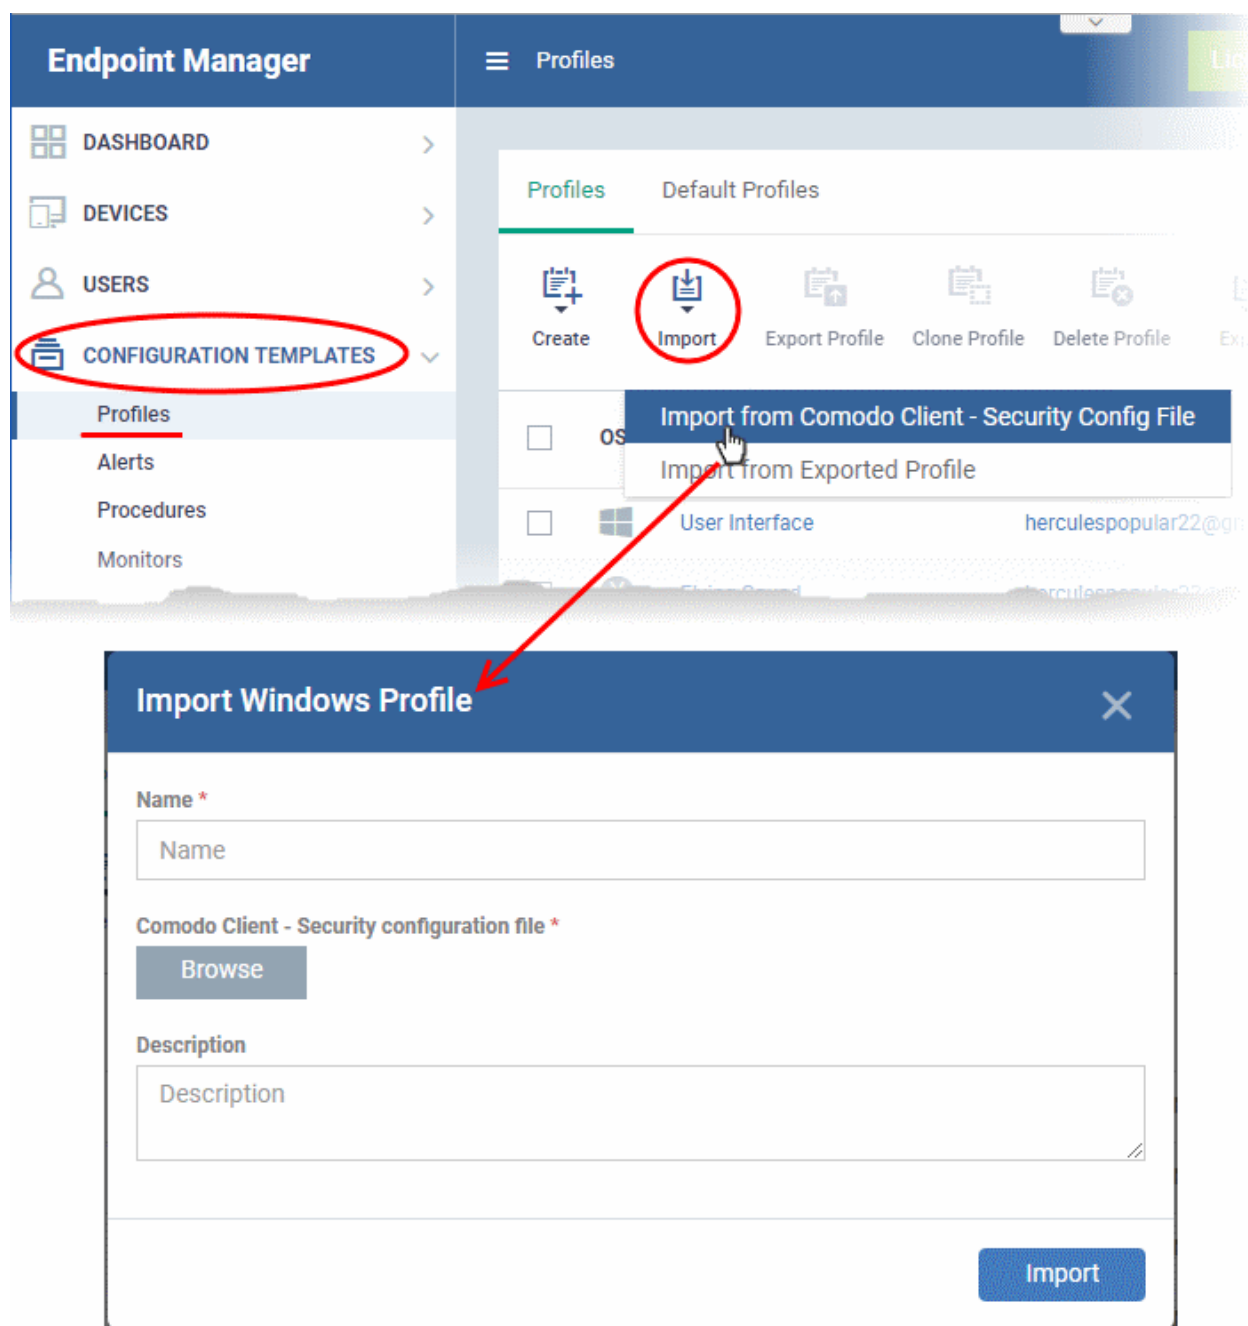 Endpoint Manager
Profiles
DASHBOARD
DEVICES
USERS
CONFIGURATION TEMPLATES
Profiles
Alerts
Procedures
Monitors
Profiles Default Profiles
Create Import Export Profile Clone Profile Delete Profile
OS
Import from Comodo Client - Security Config File
Import from Exported Profile
User Interface herculespopular22@gr
Import Windows Profile
Name *
Name
Comodo Client - Security configuration file *
Browse
Description
Description
Import